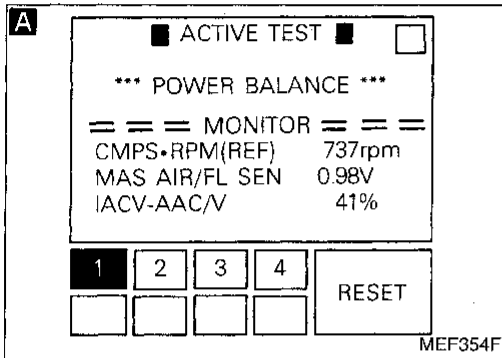 A
■ ACTIVE TEST ■
*** POWER BALANCE ***
= = = MONITOR = = =
CMPS•RPM(REF) 737rpm
MAS AIR/FL SEN 0.98V
IACV-AAC/V 41%
1 2 3 4 RESET
MEF354F